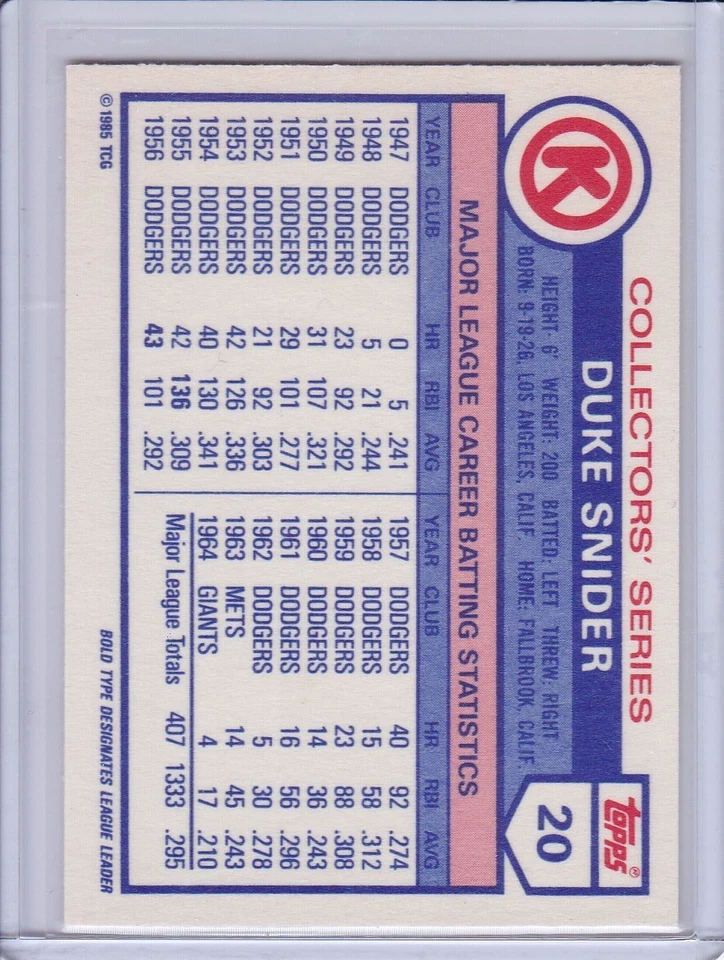 COLLECTORS' SERIES
K
DUKE SNIDER
topps®
20
HEIGHT: 6' WEIGHT: 200 BATTED: LEFT THREW: RIGHT
BORN: 9-19-26, LOS ANGELES, CALIF. HOME: FALLBROOK, CALIF.
MAJOR LEAGUE CAREER BATTING STATISTICS
YEAR CLUB HR RBI AVG
1947 DODGERS 0 5 .241
1948 DODGERS 5 21 .244
1949 DODGERS 23 92 .292
1950 DODGERS 31 107 .321
1951 DODGERS 29 101 .277
1952 DODGERS 21 92 .303
1953 DODGERS 42 126 .336
1954 DODGERS 40 130 .341
1955 DODGERS 42 136 .309
1956 DODGERS 43 101 .292
YEAR CLUB HR RBI AVG
1957 DODGERS 40 92 .274
1958 DODGERS 15 58 .312
1959 DODGERS 23 88 .308
1960 DODGERS 14 36 .243
1961 DODGERS 16 56 .296
1962 DODGERS 5 30 .278
1963 METS 14 45 .243
1964 GIANTS 4 17 .210
Major League Totals 407 1333 .295
© 1985 TCG
BOLD TYPE DESIGNATES LEAGUE LEADER